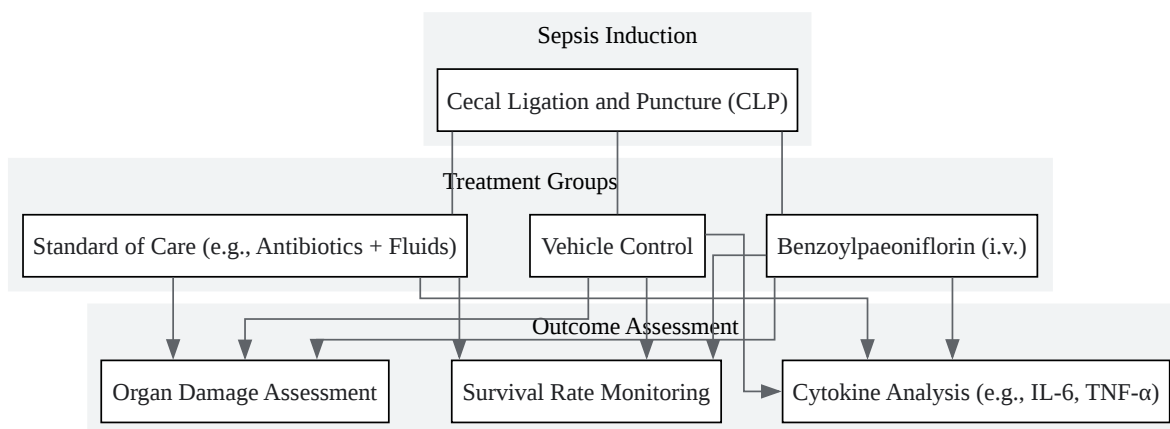 Sepsis Induction
Cecal Ligation and Puncture (CLP)
Treatment Groups
Standard of Care (e.g., Antibiotics + Fluids)
Vehicle Control
Benzoylpaeoniflorin (i.v.)
Outcome Assessment
Organ Damage Assessment
Survival Rate Monitoring
Cytokine Analysis (e.g., IL-6, TNF-α)